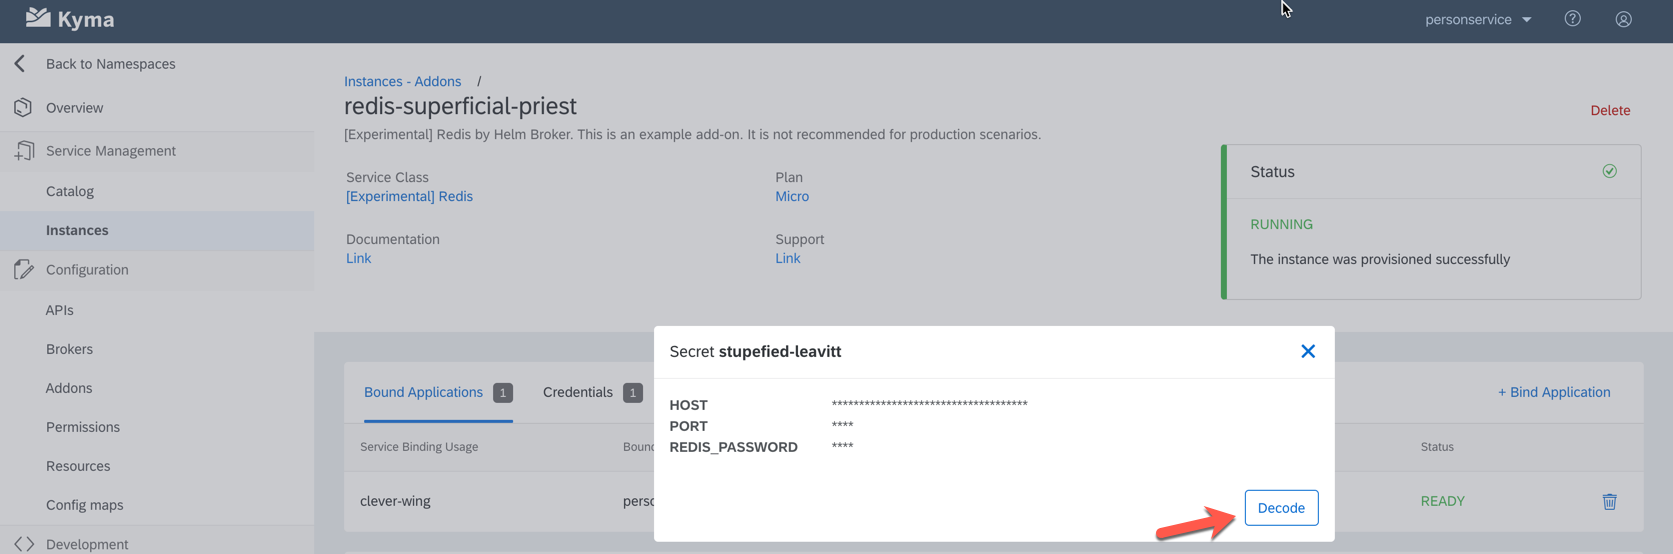 Kyma
personservice
Back to Namespaces
Overview
Service Management
Catalog
Instances
Configuration
APIs
Brokers
Addons
Permissions
Resources
Config maps
Development
Instances - Addons /
redis-superficial-priest
Delete
[Experimental] Redis by Helm Broker. This is an example add-on. It is not recommended for production scenarios.
Service Class
[Experimental] Redis
Plan
Micro
Documentation
Link
Support
Link
Status
RUNNING
The instance was provisioned successfully
Bound Applications 1
Credentials 1
+ Bind Application
Service Binding Usage
Boun
Status
clever-wing
perso
READY
Secret stupefied-leavitt
HOST ************************************
PORT ****
REDIS_PASSWORD ****
Decode